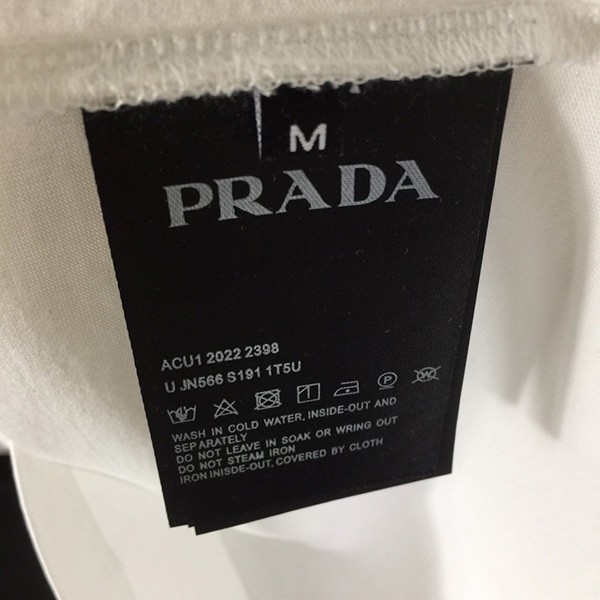 M
PRADA
ACU1 2022 2398
U JN566 S191 1T5U
WASH IN COLD WATER, INSIDE-OUT AND
SEPARATELY
DO NOT LEAVE IN SOAK OR WRING OUT
DO NOT STEAM IRON
IRON INISDE-OUT, COVERED BY CLOTH